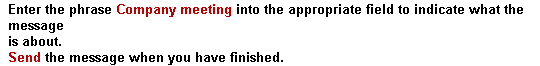 Enter the phrase Company meeting into the appropriate field to indicate what the
message
is about.
Send the message when you have finished.